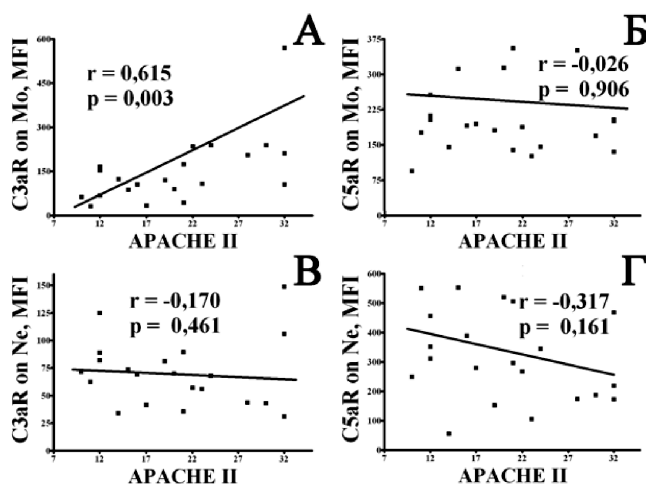 А
C3aR on Mo, MFI
600
450
300
150
0
r = 0,615
p = 0,003
7 12 17 22 27 32
APACHE II
Б
C5aR on Mo, MFI
375
300
225
150
75
0
r = -0,026
p = 0,906
7 12 17 22 27 32
APACHE II
В
C3aR on Ne, MFI
150
125
100
75
50
25
0
r = -0,170
p = 0,461
7 12 17 22 27 32
APACHE II
Г
C5aR on Ne, MFI
600
500
400
300
200
100
0
r = -0,317
p = 0,161
7 12 17 22 27 32
APACHE II